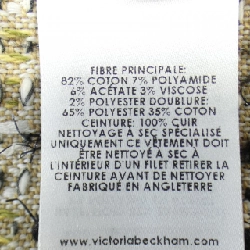 FIBRE PRINCIPALE:
82% COTON 7% POLYAMIDE
6% ACÉTATE 3% VISCOSE
2% POLYESTER DOUBLURE:
65% POLYESTER 35% COTON
CEINTURE: 100% CUIR
NETTOYAGE À SEC SPÉCIALISÉ
UNIQUEMENT CE VÊTEMENT DOIT
ÊTRE NETTOYÉ À SEC À
L'INTÉRIEUR D'UN FILET RETIRER LA
CEINTURE AVANT DE NETTOYER
FABRIQUÉ EN ANGLETERRE
www.victoriabeckham.com